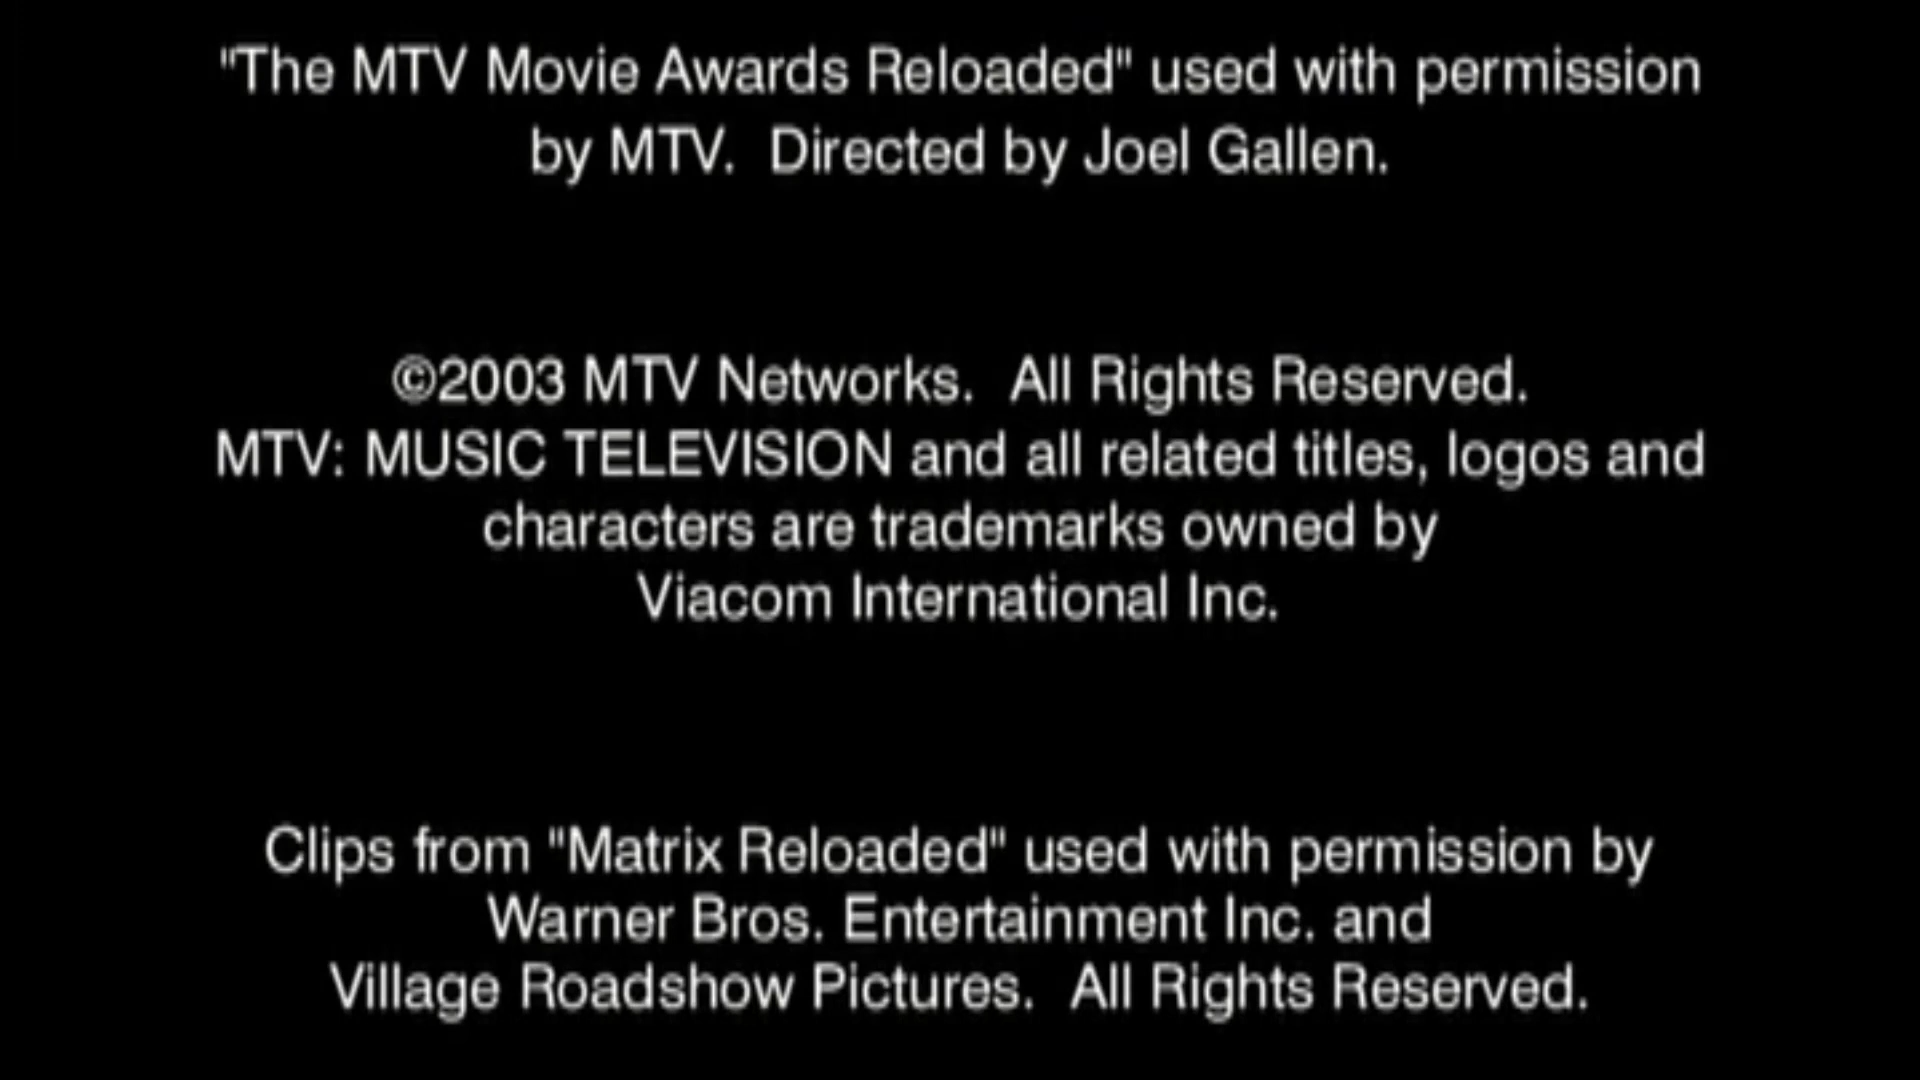 "The MTV Movie Awards Reloaded" used with permission
by MTV.  Directed by Joel Gallen.
©2003 MTV Networks.  All Rights Reserved.
MTV: MUSIC TELEVISION and all related titles, logos and
characters are trademarks owned by
Viacom International Inc.
Clips from "Matrix Reloaded" used with permission by
Warner Bros. Entertainment Inc. and
Village Roadshow Pictures.  All Rights Reserved.